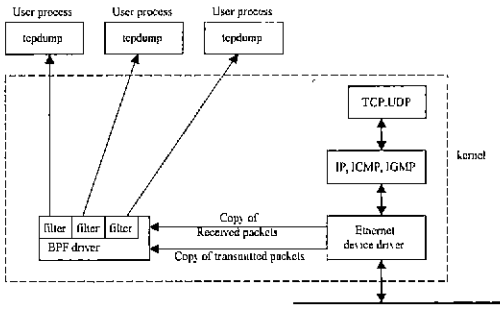 User process
User process
User process
tcpdump
tcpdump
tcpdump
TCP.UDP
kernel
IP, ICMP, IGMP
filter
filter
filter
BPF driver
Copy of
Received packets
Copy of transmitted packets
Ethernet
device driver